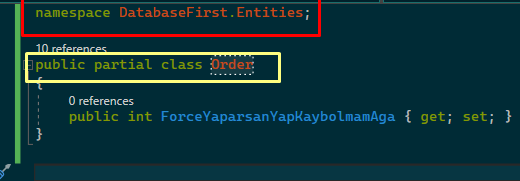 namespace DatabaseFirst.Entities;
10 references
public partial class Order
{
0 references
public int ForceYaparsanYapKaybolmamAga { get; set; }
}